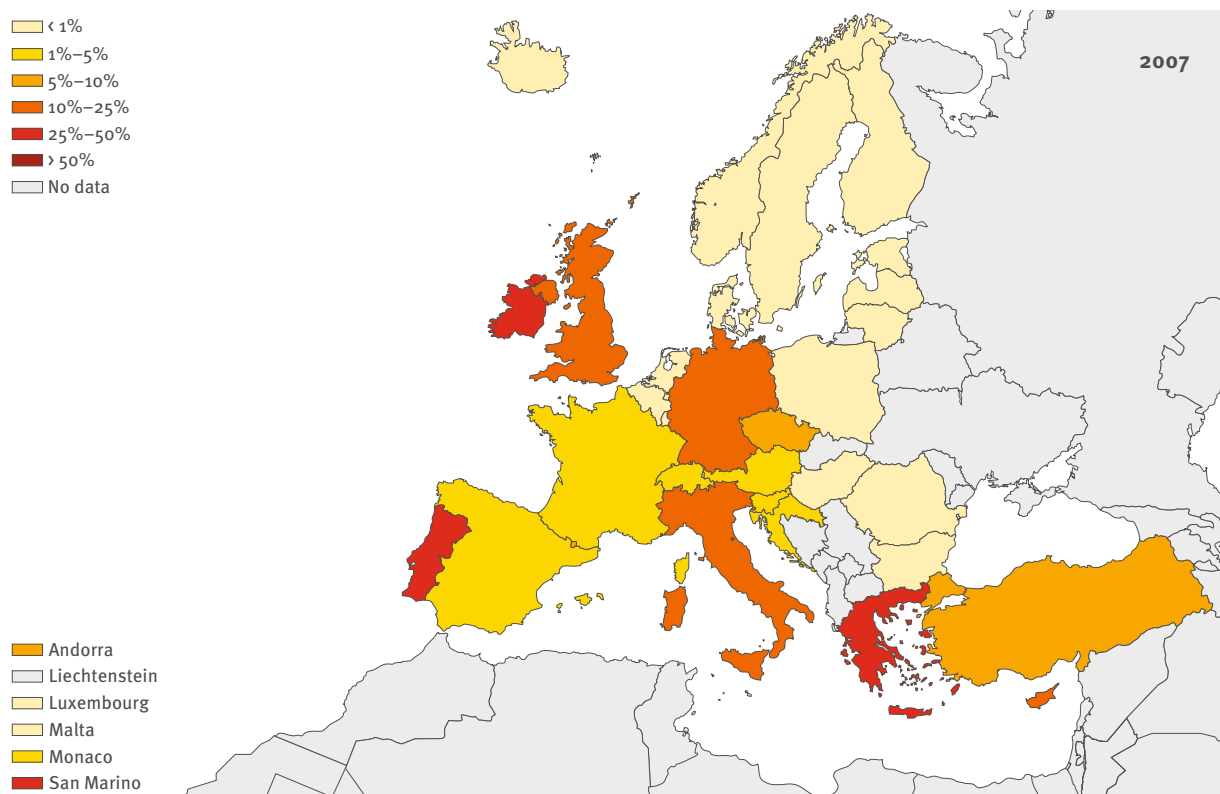 < 1%
1%–5%
5%–10%
10%–25%
25%–50%
> 50%
No data
2007
Andorra
Liechtenstein
Luxembourg
Malta
Monaco
San Marino